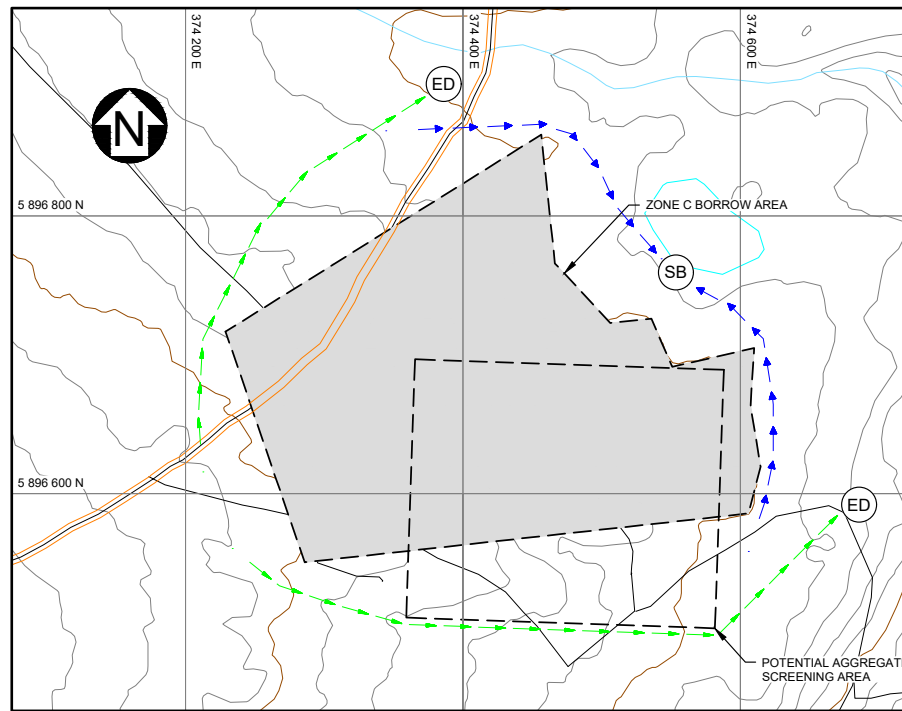 374 200 E
374 400 E
374 600 E
ED
N
5 896 800 N
ZONE C BORROW AREA
SB
5 896 600 N
ED
POTENTIAL AGGREGAT
SCREENING AREA